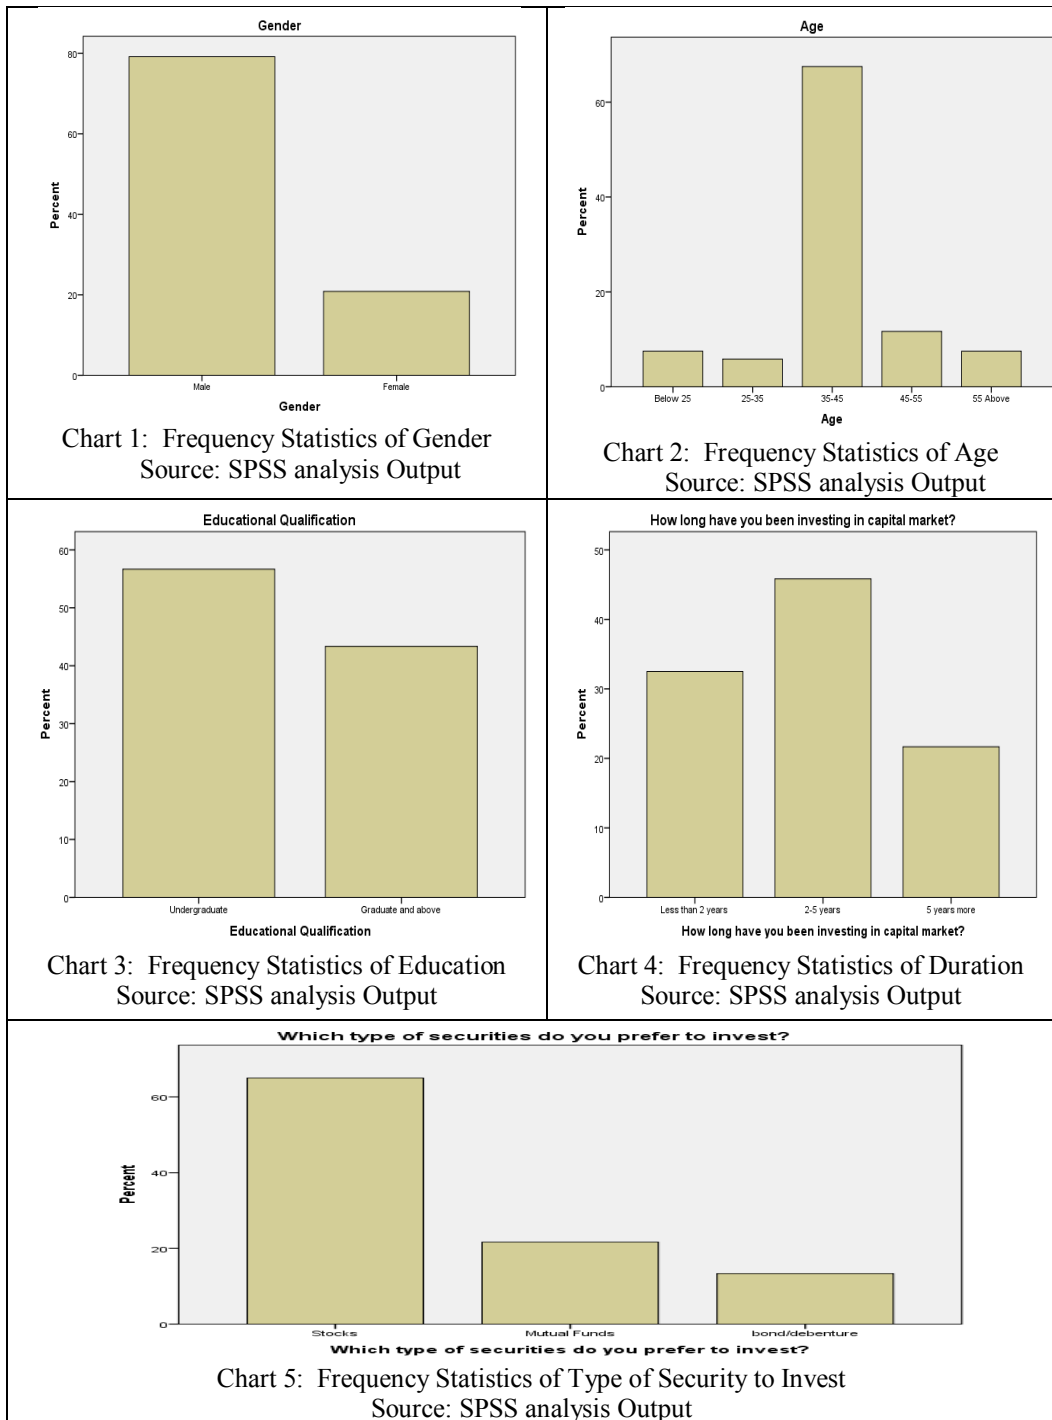 Gender
80
60
40
20
0
Percent
Male Female
Gender
Chart 1: Frequency Statistics of Gender
Source: SPSS analysis Output
Age
60
40
20
0
Percent
Below 25 25-35 35-45 45-55 55 Above
Age
Chart 2: Frequency Statistics of Age
Source: SPSS analysis Output
Educational Qualification
60
50
40
30
20
10
0
Percent
Undergraduate Graduate and above
Educational Qualification
Chart 3: Frequency Statistics of Education
Source: SPSS analysis Output
How long have you been investing in capital market?
50
40
30
20
10
0
Percent
Less than 2 years 2-5 years 5 years more
How long have you been investing in capital market?
Chart 4: Frequency Statistics of Duration
Source: SPSS analysis Output
Which type of securities do you prefer to invest?
60
40
20
0
Percent
Stocks Mutual Funds bond/debenture
Which type of securities do you prefer to invest?
Chart 5: Frequency Statistics of Type of Security to Invest
Source: SPSS analysis Output